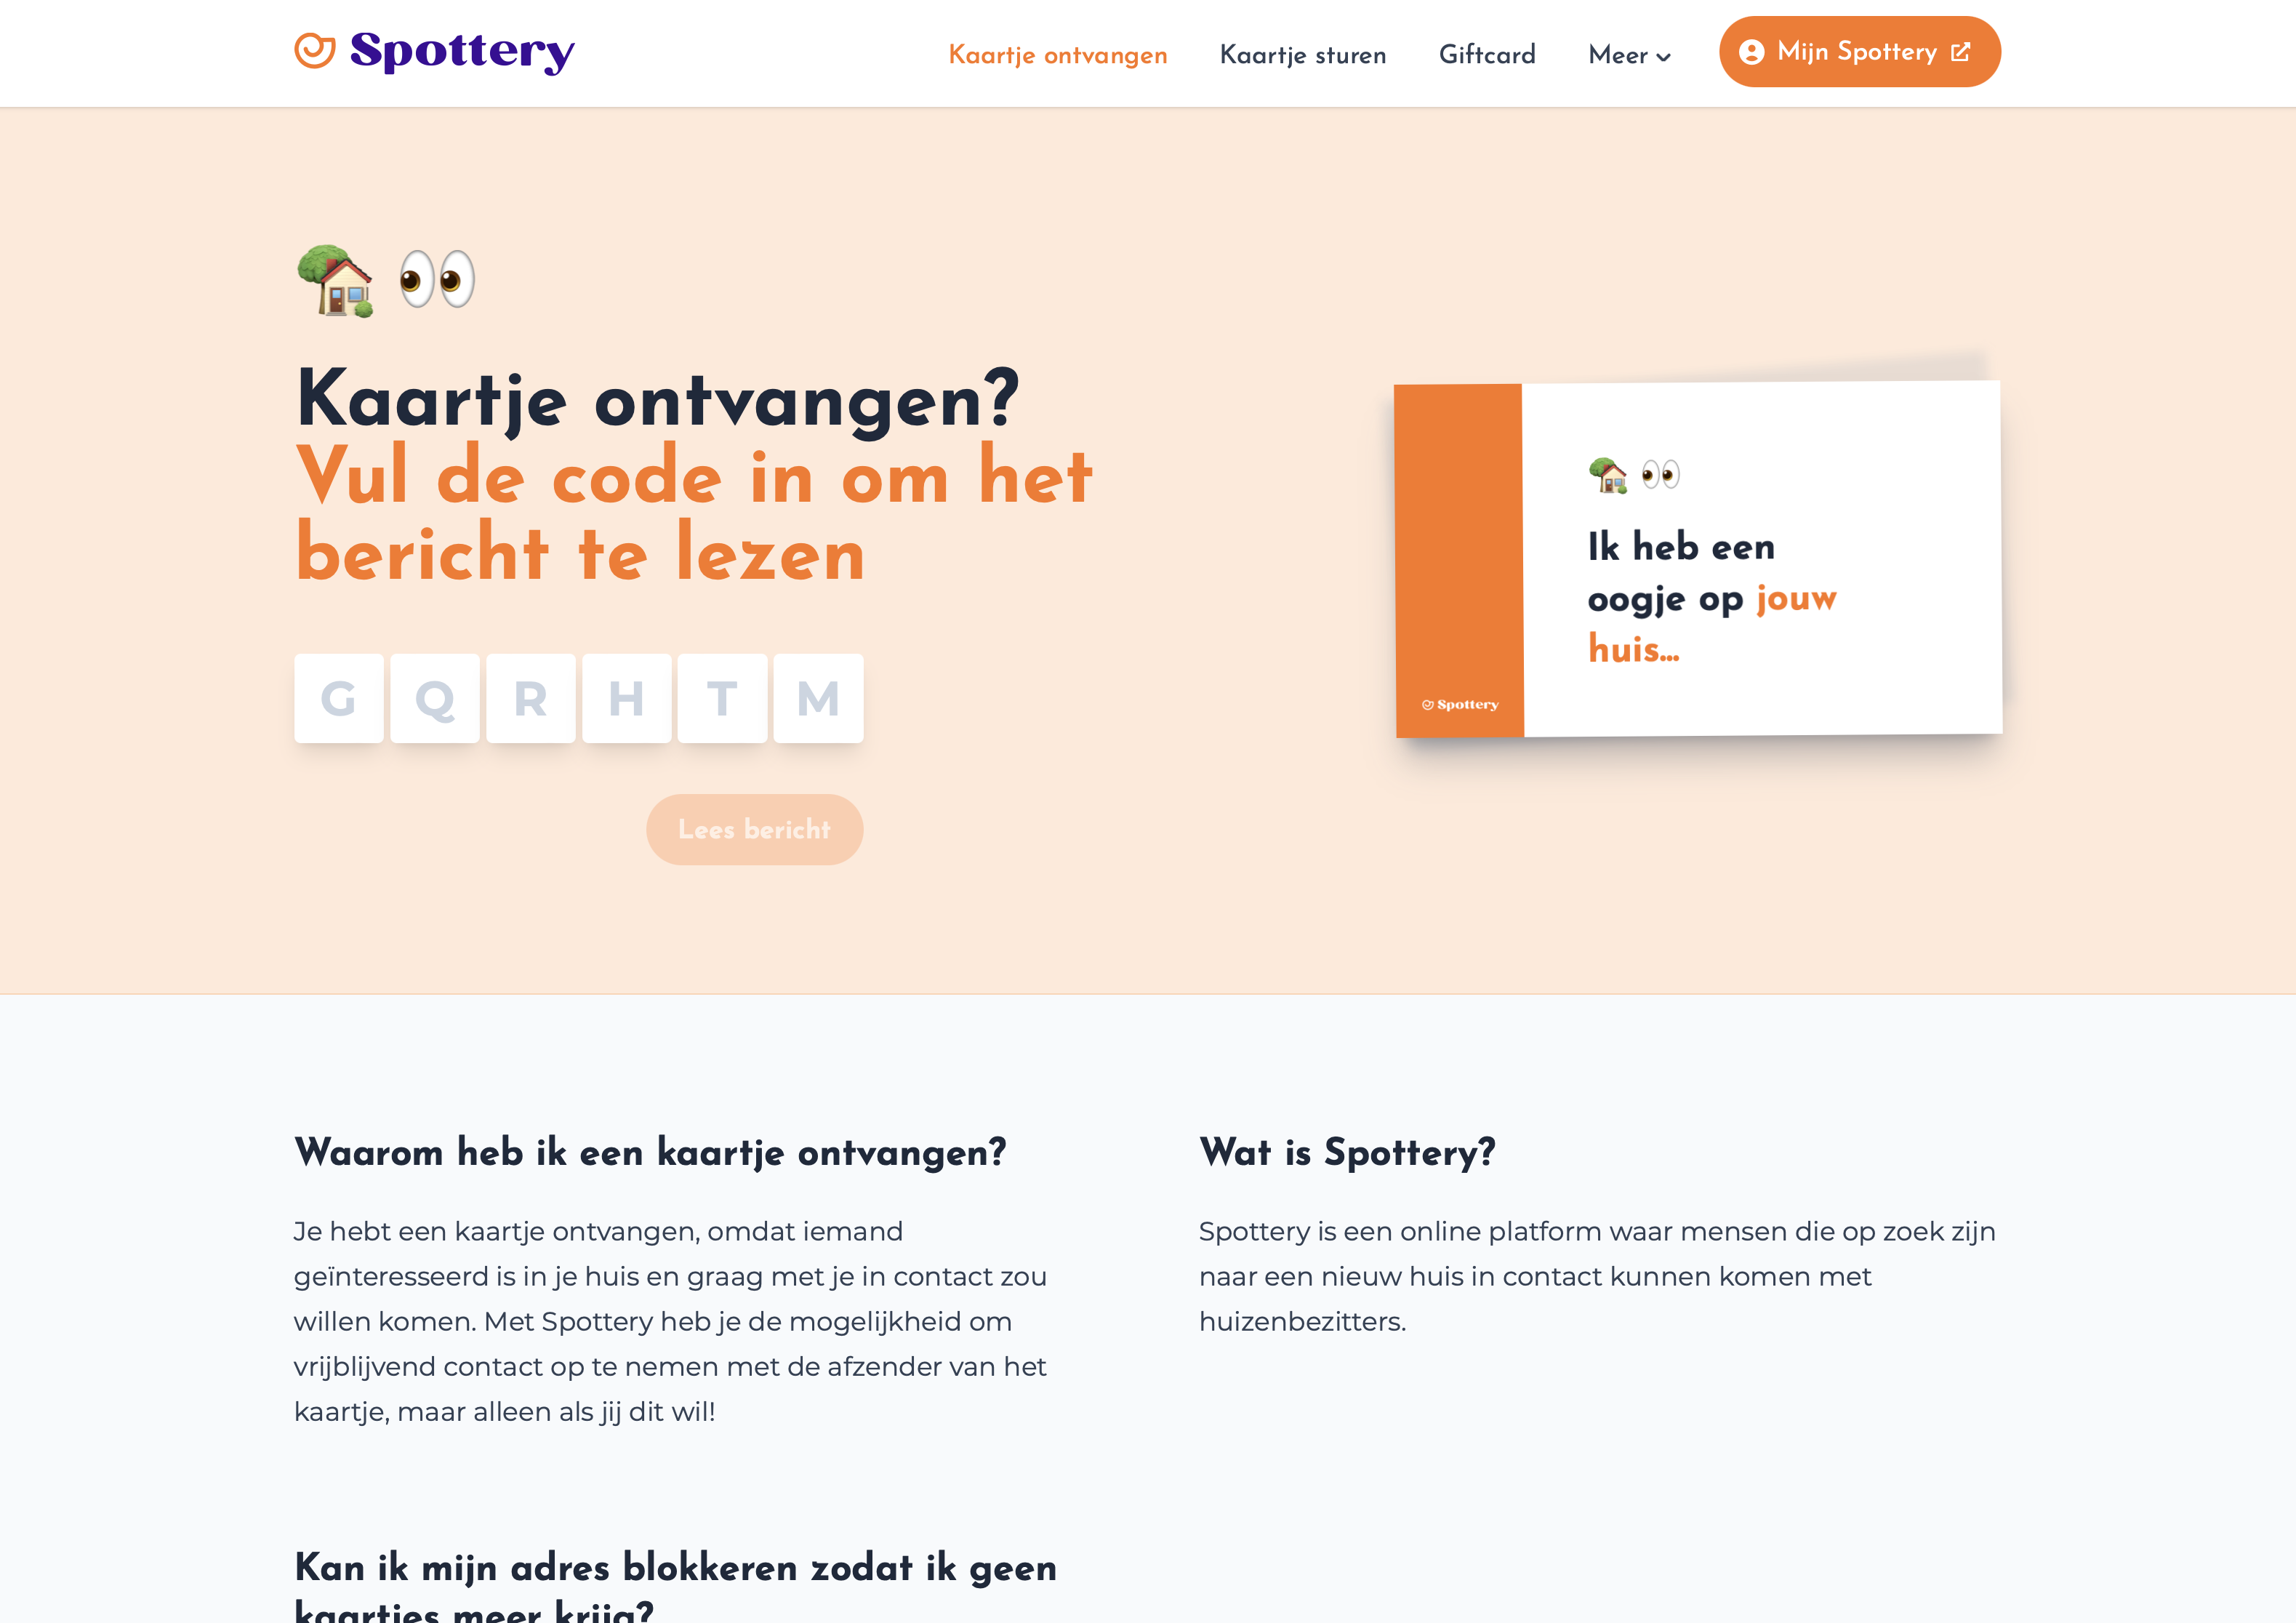 Spottery
Kaartje ontvangen
Kaartje sturen
Giftcard
Meer
Mijn Spottery
Kaartje ontvangen?
Vul de code in om het
bericht te lezen
G Q R H T M
Lees bericht
Ik heb een
oogje op jouw
huis...
Spottery
Waarom heb ik een kaartje ontvangen?
Je hebt een kaartje ontvangen, omdat iemand
geïnteresseerd is in je huis en graag met je in contact zou
willen komen. Met Spottery heb je de mogelijkheid om
vrijblijvend contact op te nemen met de afzender van het
kaartje, maar alleen als jij dit wil!
Wat is Spottery?
Spottery is een online platform waar mensen die op zoek zijn
naar een nieuw huis in contact kunnen komen met
huizenbezitters.
Kan ik mijn adres blokkeren zodat ik geen
kaartjes meer krijg?